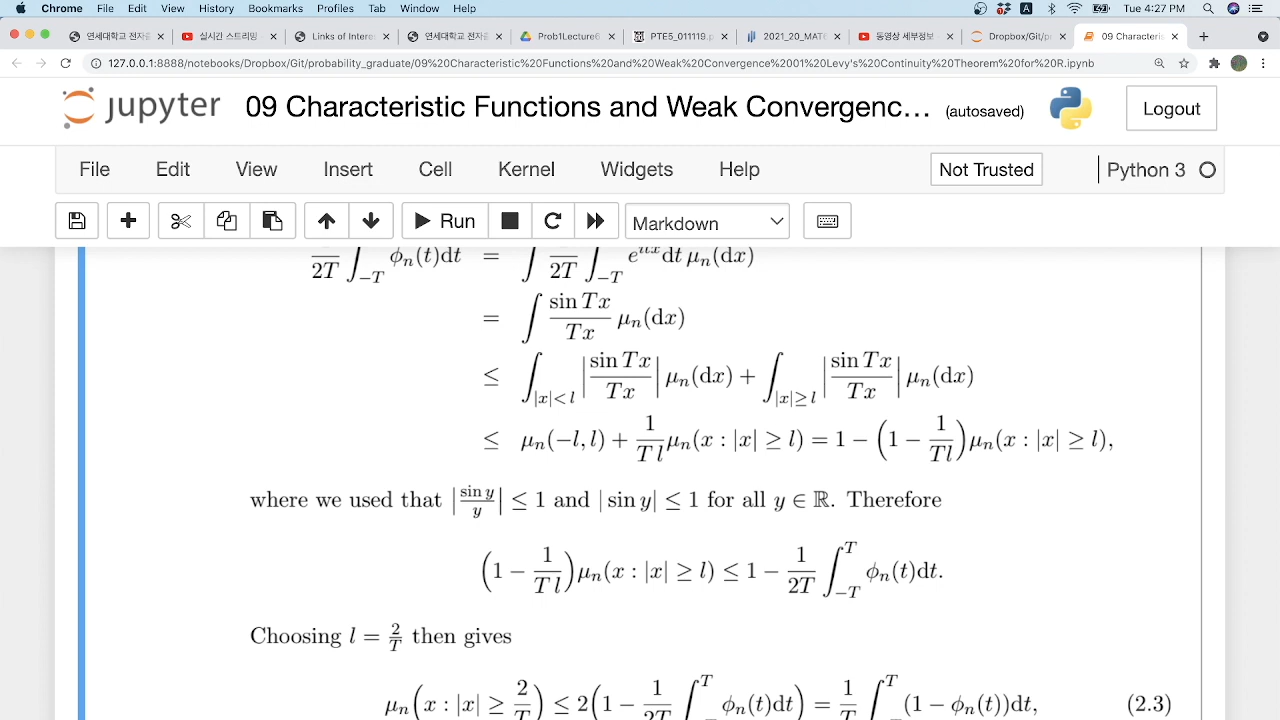 Chrome File Edit View History Bookmarks Profiles Tab Window Help Tue 4:27 PM
연세대학교 전자출 실시간 스트리밍 Links of Interes 연세대학교 전자출 Prob1Lecture6 PTE5_011119.p 2021_20_MAT 동영상 세부정보 Dropbox/Git/pr 09 Characteris
127.0.0.1:8888/notebooks/Dropbox/Git/probability_graduate/09%20Characteristic%20Functions%20and%20Weak%20Convergence%2001%20Levy's%20Continuity%20Theorem%20for%20R.ipynb
jupyter 09 Characteristic Functions and Weak Convergenc... (autosaved) Logout
File Edit View Insert Cell Kernel Widgets Help Not Trusted Python 3
Run Markdown
1/2T ∫_{-T} ϕ_n(t)dt = ∫ 1/2T ∫_{-T} e^{itx} dt μ_n(dx)
= ∫ sin Tx / Tx μ_n(dx)
≤ ∫_{|x|<l} |sin Tx / Tx| μ_n(dx) + ∫_{|x|≥l} |sin Tx / Tx| μ_n(dx)
≤ μ_n(−l, l) + 1/Tl μ_n(x : |x| ≥ l) = 1 − (1 − 1/Tl) μ_n(x : |x| ≥ l),
where we used that |sin y / y| ≤ 1 and | sin y| ≤ 1 for all y ∈ ℝ. Therefore
(1 − 1/Tl) μ_n(x : |x| ≥ l) ≤ 1 − 1/2T ∫_{-T}^{T} ϕ_n(t)dt.
Choosing l = 2/T then gives
μ_n(x : |x| ≥ 2/T) ≤ 2(1 − 1/2T ∫_{-T}^{T} ϕ_n(t)dt) = 1/T ∫_{-T}^{T} (1 − ϕ_n(t))dt, (2.3)